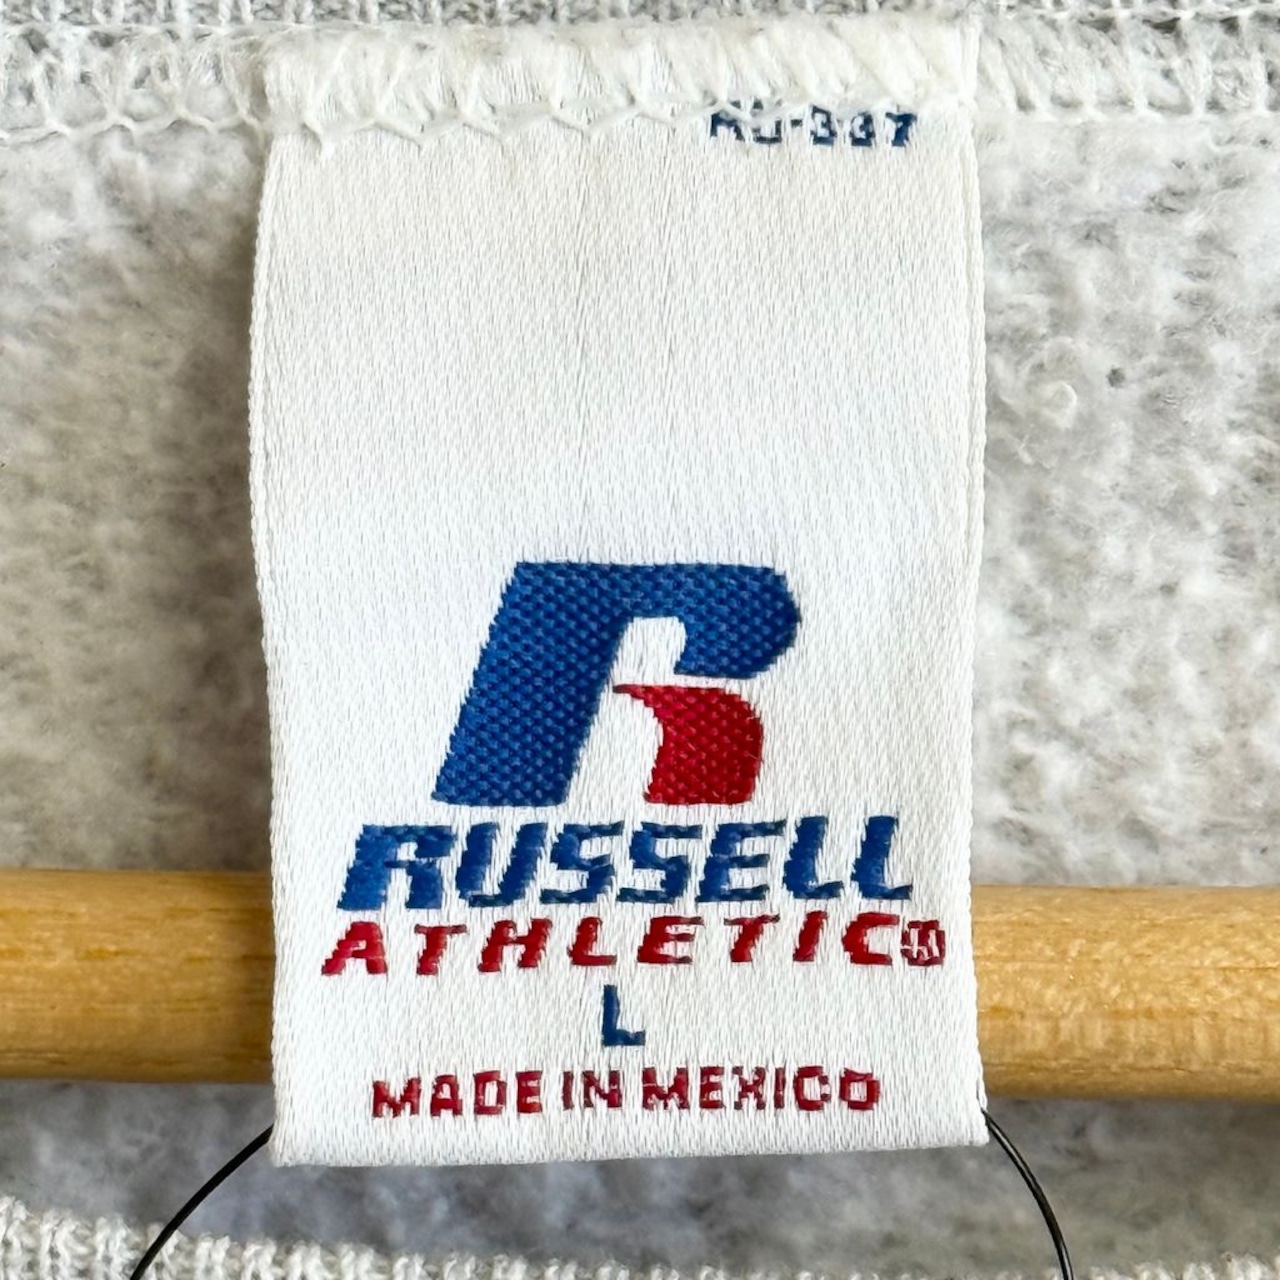 RUSSELL
ATHLETIC®
L
MADE IN MEXICO